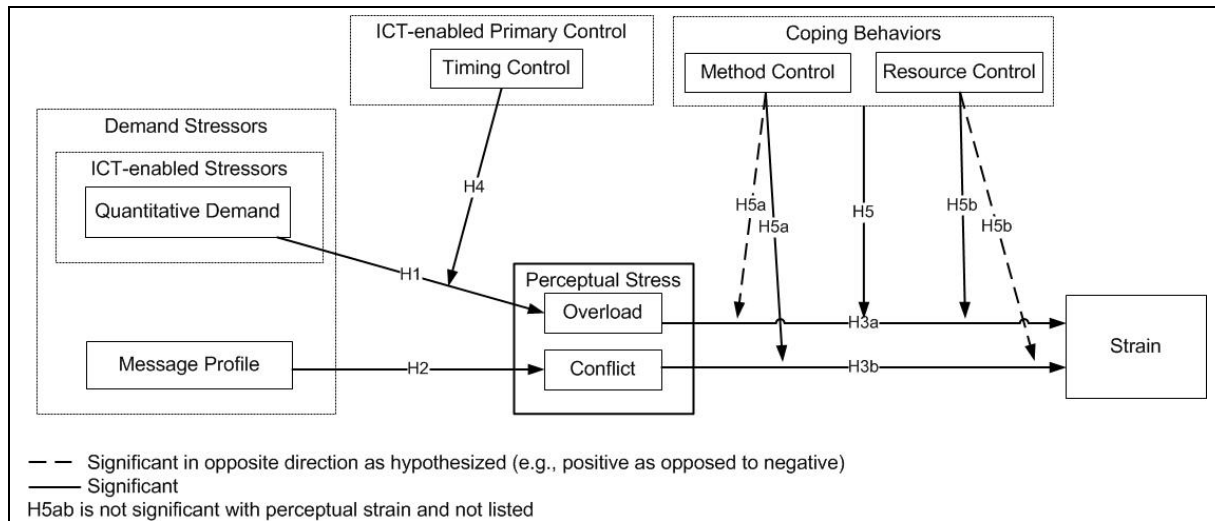 ICT-enabled Primary Control
Timing Control
Coping Behaviors
Method Control
Resource Control
Demand Stressors
ICT-enabled Stressors
Quantitative Demand
H4
H5a
H5a
H5
H5b
H5b
H1
Perceptual Stress
Overload
H3a
Strain
Message Profile
H2
Conflict
H3b
Significant in opposite direction as hypothesized (e.g., positive as opposed to negative)
Significant
H5ab is not significant with perceptual strain and not listed